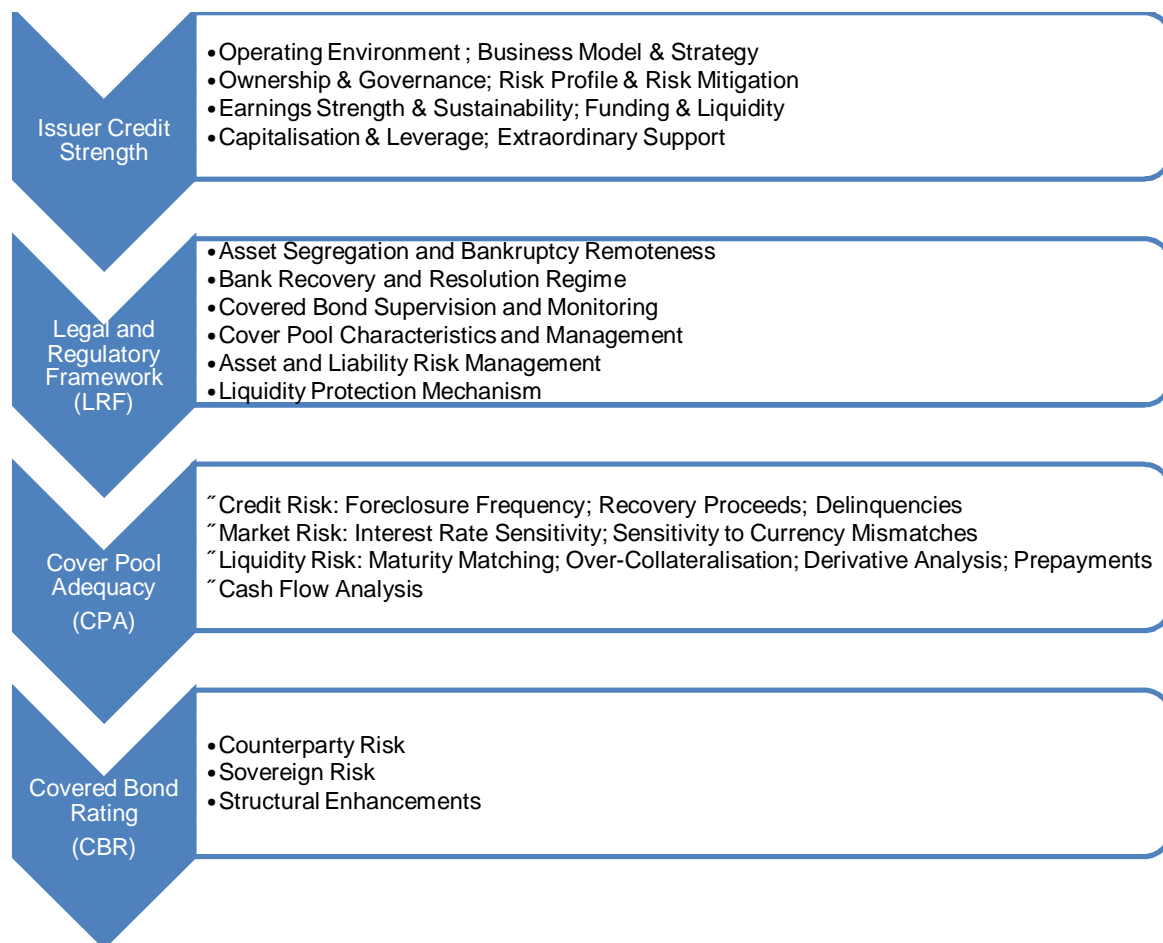 Issuer Credit
Strength
•Operating Environment ; Business Model & Strategy
•Ownership & Governance; Risk Profile & Risk Mitigation
•Earnings Strength & Sustainability; Funding & Liquidity
•Capitalisation & Leverage; Extraordinary Support
Legal and
Regulatory
Framework
(LRF)
•Asset Segregation and Bankruptcy Remoteness
•Bank Recovery and Resolution Regime
•Covered Bond Supervision and Monitoring
•Cover Pool Characteristics and Management
•Asset and Liability Risk Management
•Liquidity Protection Mechanism
Cover Pool
Adequacy
(CPA)
˝Credit Risk: Foreclosure Frequency; Recovery Proceeds; Delinquencies
˝Market Risk: Interest Rate Sensitivity; Sensitivity to Currency Mismatches
˝Liquidity Risk: Maturity Matching; Over-Collateralisation; Derivative Analysis; Prepayments
˝Cash Flow Analysis
Covered Bond
Rating
(CBR)
•Counterparty Risk
•Sovereign Risk
•Structural Enhancements